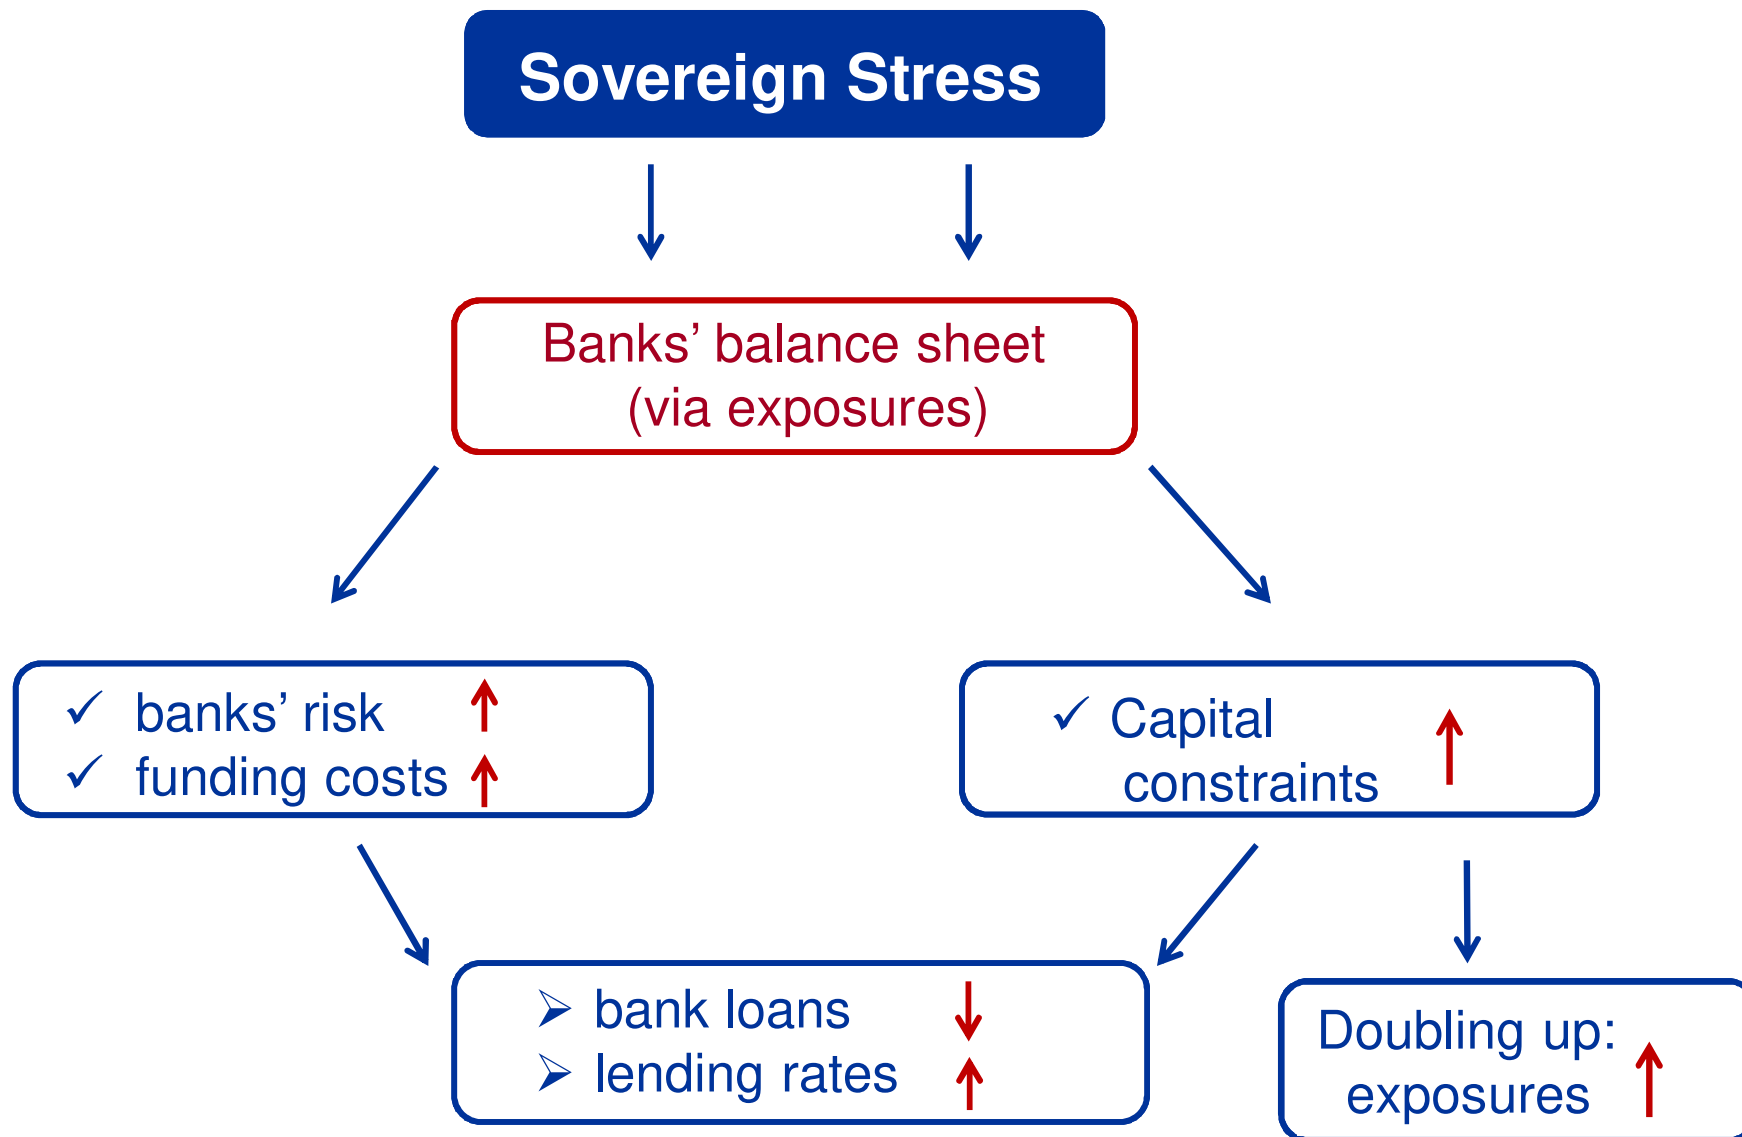 Sovereign Stress
Banks’ balance sheet
(via exposures)
✓ banks’ risk ↑
✓ funding costs ↑
✓ Capital
constraints ↑
➢ bank loans ↓
➢ lending rates ↑
Doubling up:
exposures ↑